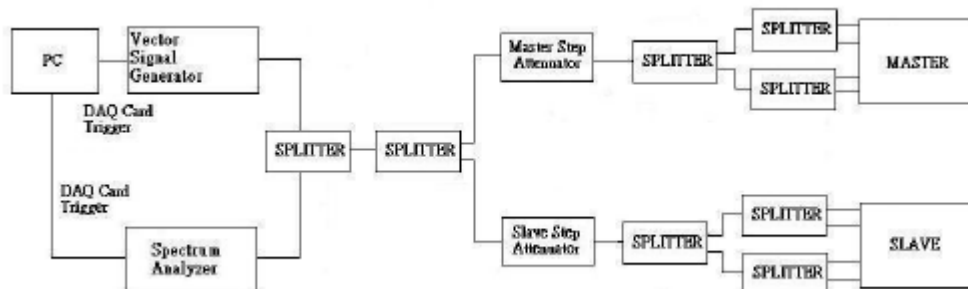 PC
Vector
Signal
Generator
DAQ Card
Trigger
DAQ Card
Trigger
Spectrum
Analyzer
SPLITTER
SPLITTER
Master Step
Attenuator
SPLITTER
SPLITTER
SPLITTER
MASTER
Slave Step
Attenuator
SPLITTER
SPLITTER
SPLITTER
SLAVE